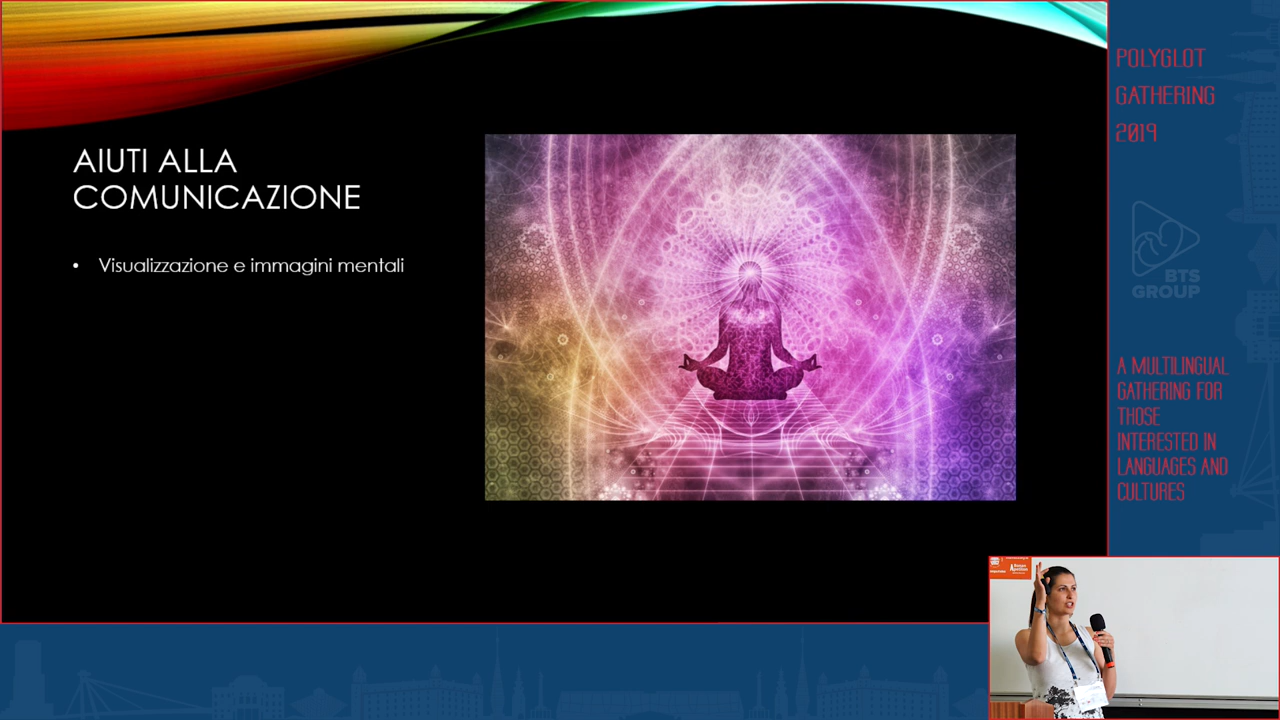 AIUTI ALLA
COMUNICAZIONE
• Visualizzazione e immagini mentali
POLYGLOT
GATHERING
2019
BTS
GROUP
A MULTILINGUAL
GATHERING FOR
THOSE
INTERESTED IN
LANGUAGES AND
CULTURES